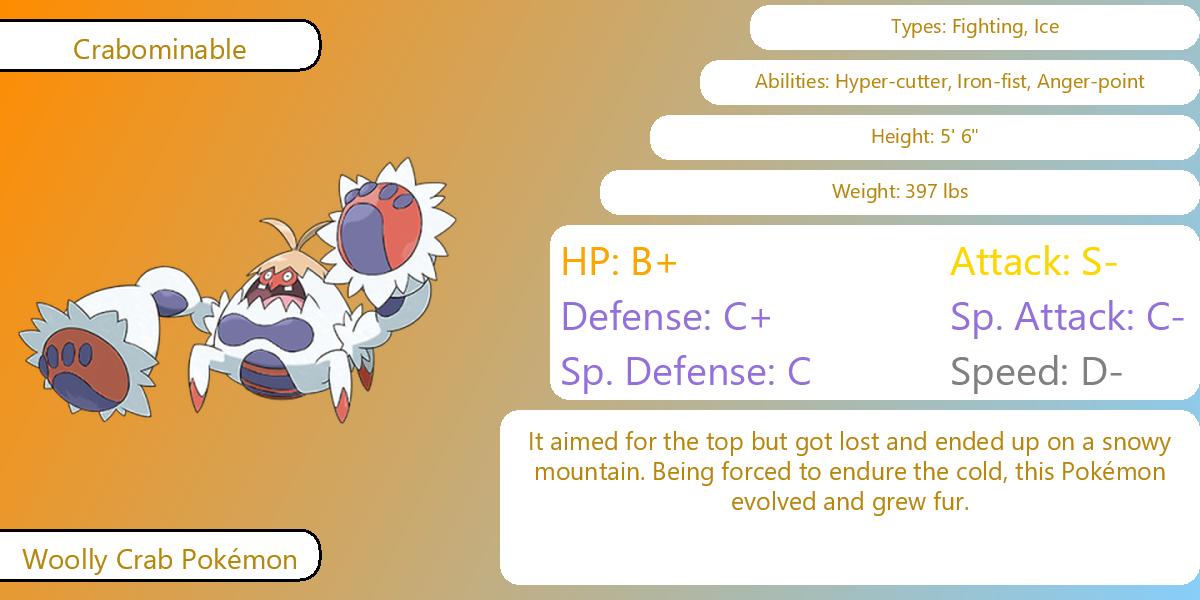 Crabominable
Types: Fighting, Ice
Abilities: Hyper-cutter, Iron-fist, Anger-point
Height: 5' 6"
Weight: 397 lbs
HP: B+
Attack: S-
Defense: C+
Sp. Attack: C-
Sp. Defense: C
Speed: D-
It aimed for the top but got lost and ended up on a snowy
mountain. Being forced to endure the cold, this Pokémon
evolved and grew fur.
Woolly Crab Pokémon